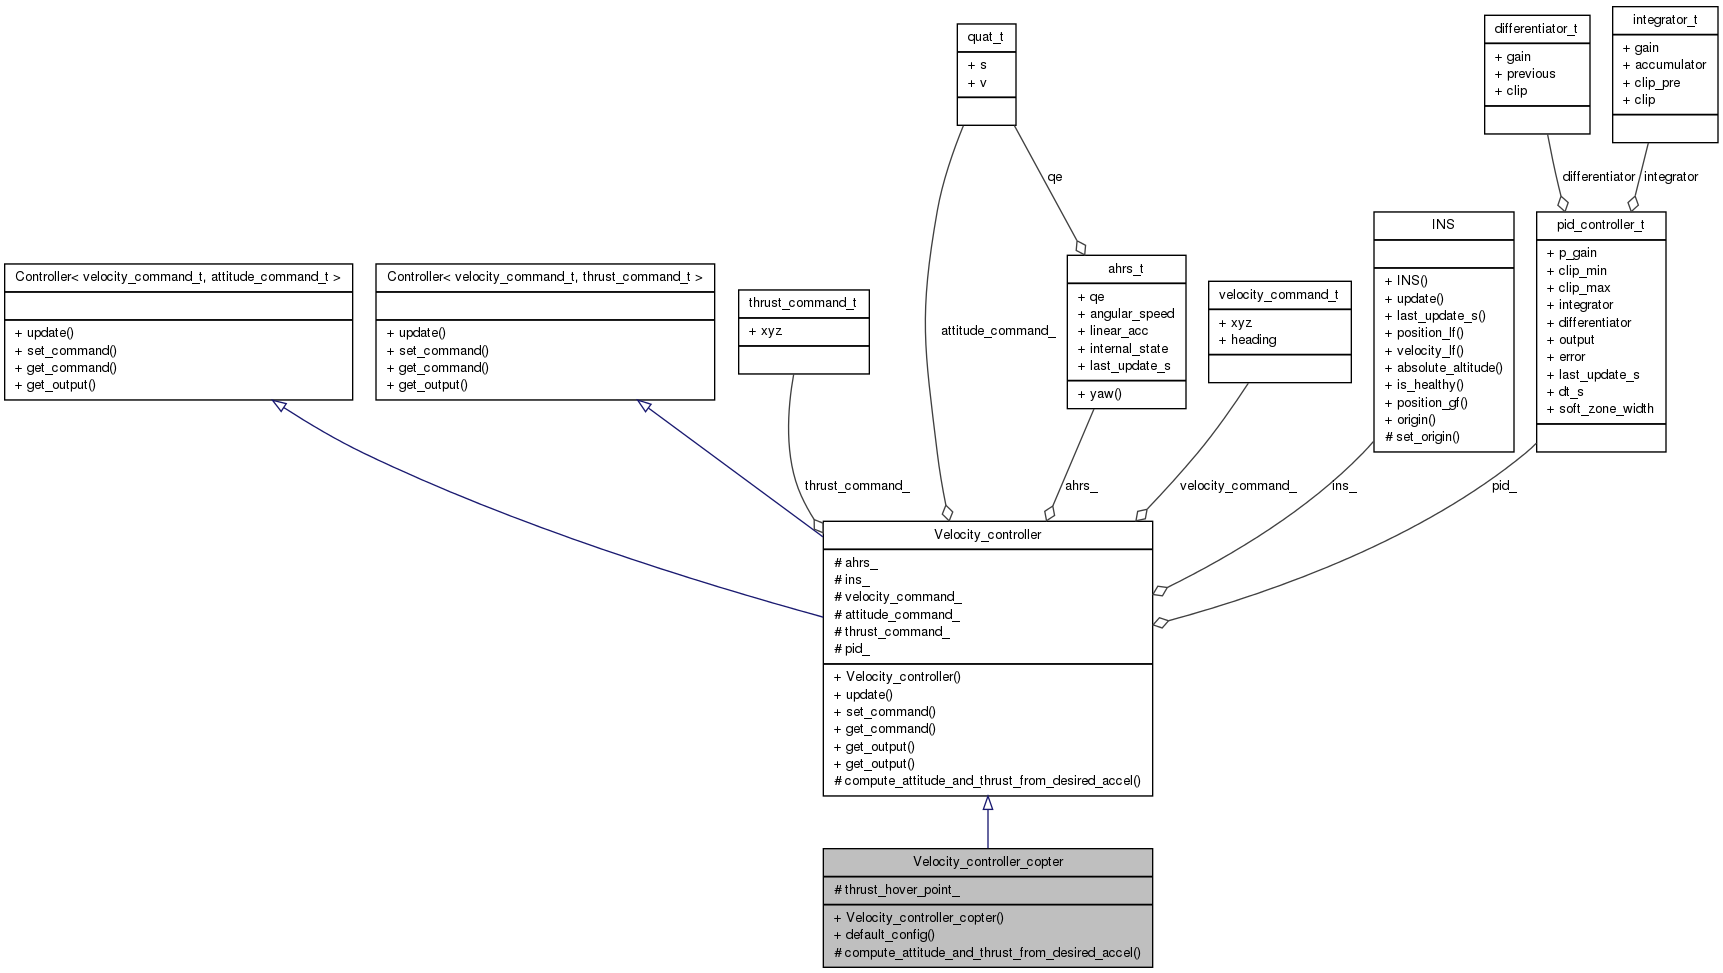 quat_t
+ s
+ v
differentiator_t
+ gain
+ previous
+ clip
integrator_t
+ gain
+ accumulator
+ clip_pre
+ clip
qe
differentiator
integrator
Controller< velocity_command_t, attitude_command_t >
+ update()
+ set_command()
+ get_command()
+ get_output()
Controller< velocity_command_t, thrust_command_t >
+ update()
+ set_command()
+ get_command()
+ get_output()
thrust_command_t
+ xyz
attitude_command_
ahrs_t
+ qe
+ angular_speed
+ linear_acc
+ internal_state
+ last_update_s
+ yaw()
velocity_command_t
+ xyz
+ heading
INS
+ INS()
+ update()
+ last_update_s()
+ position_lf()
+ velocity_lf()
+ absolute_altitude()
+ is_healthy()
+ position_gf()
+ origin()
# set_origin()
pid_controller_t
+ p_gain
+ clip_min
+ clip_max
+ integrator
+ differentiator
+ output
+ error
+ last_update_s
+ dt_s
+ soft_zone_width
thrust_command_
ahrs_
velocity_command_
ins_
pid_
Velocity_controller
# ahrs_
# ins_
# velocity_command_
# attitude_command_
# thrust_command_
# pid_
+ Velocity_controller()
+ update()
+ set_command()
+ get_command()
+ get_output()
+ get_output()
# compute_attitude_and_thrust_from_desired_accel()
Velocity_controller_copter
# thrust_hover_point_
+ Velocity_controller_copter()
+ default_config()
# compute_attitude_and_thrust_from_desired_accel()